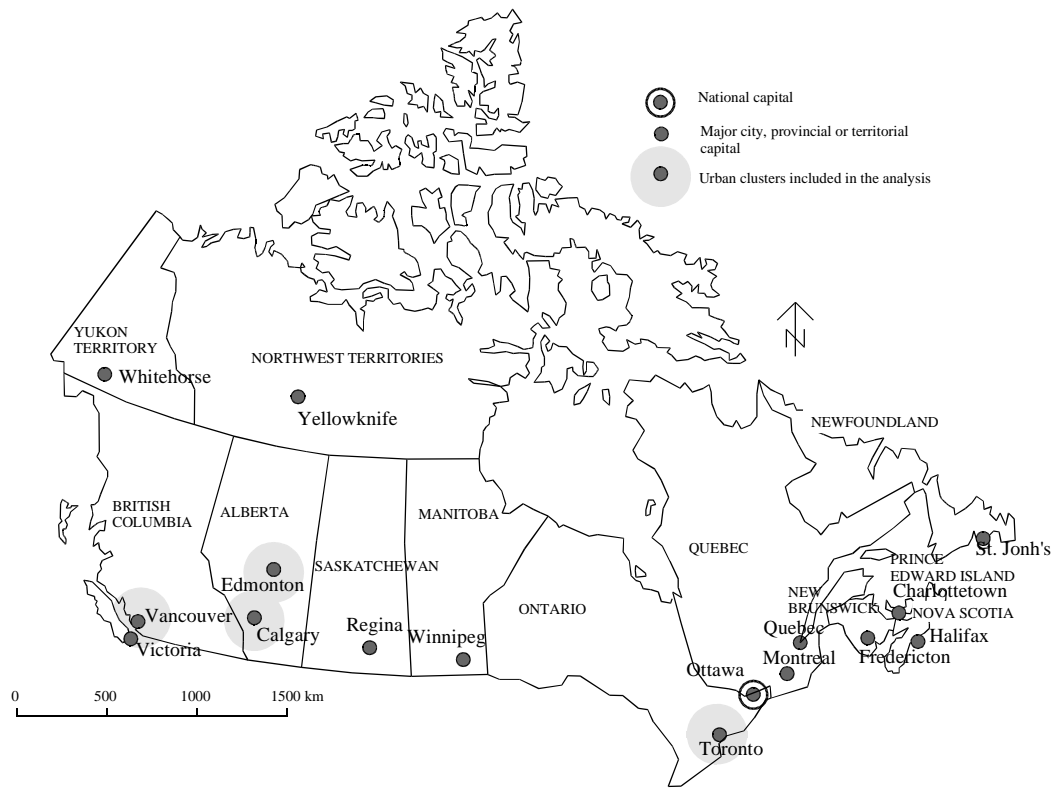 National capital
Major city, provincial or territorial
capital
Urban clusters included in the analysis
N
YUKON
TERRITORY
Whitehorse
NORTHWEST TERRITORIES
Yellowknife
NEWFOUNDLAND
BRITISH
COLUMBIA
ALBERTA
MANITOBA
SASKATCHEWAN
QUEBEC
ONTARIO
St. Jonh's
PRINCE
EDWARD ISLAND
Charlottetown
NEW
BRUNSWICK
NOVA SCOTIA
Edmonton
Vancouver
Victoria
Calgary
Regina
Winnipeg
Quebec
Montreal
Ottawa
Halifax
Fredericton
Toronto
0 500 1000 1500 km